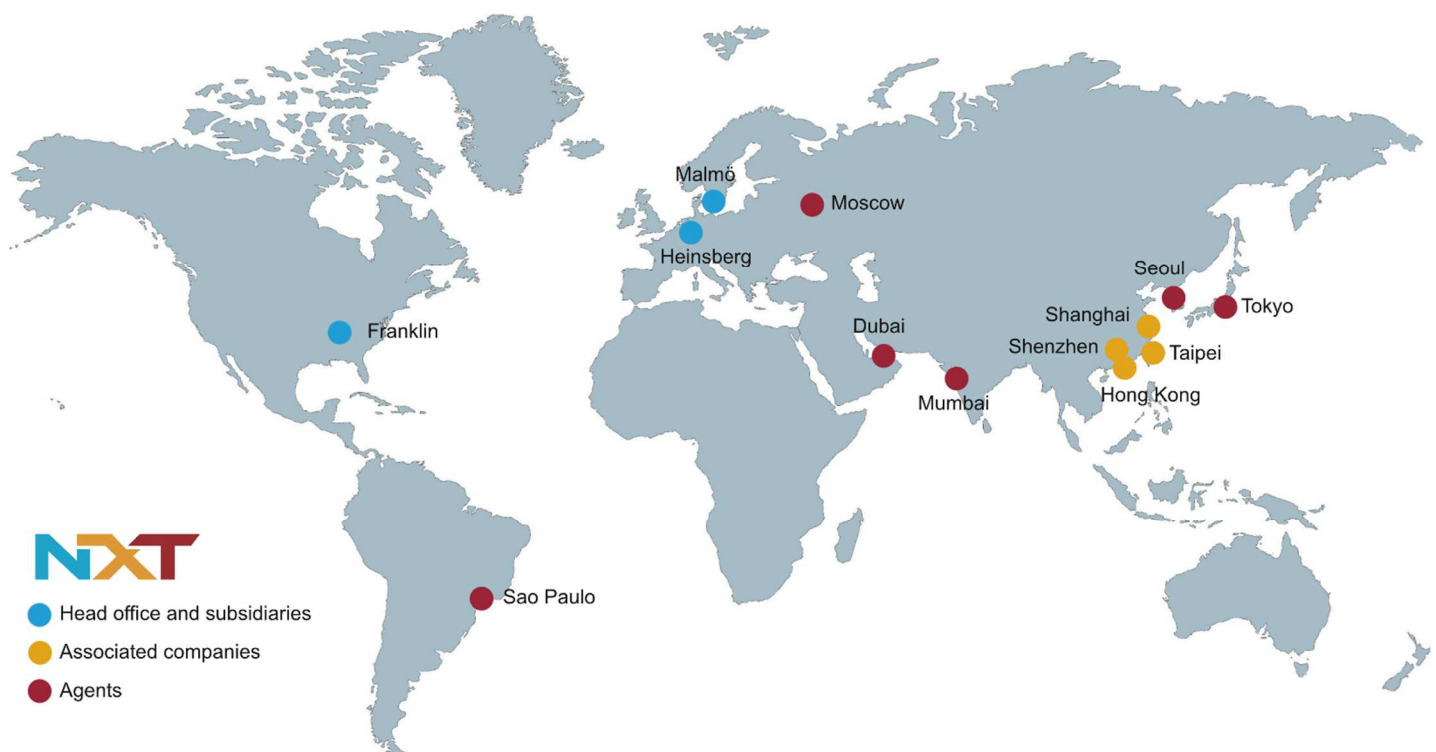 Malmö
Moscow
Heinsberg
Seoul
Tokyo
Shanghai
Franklin
Dubai
Shenzhen
Taipei
Mumbai
Hong Kong
NXT
Sao Paulo
Head office and subsidiaries
Associated companies
Agents